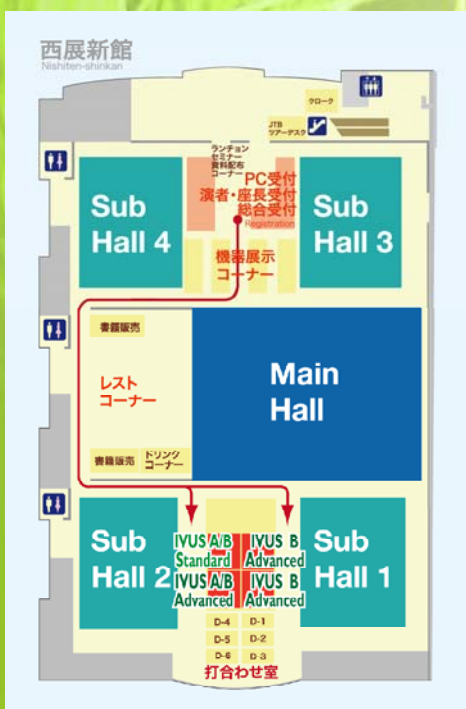 西展新館
Nishiten-shinkan
クローク
JTB
ツアーデスク
ランチョン
セミナー
資料配布
コーナー
PC受付
演者・座長受付
総合受付
Registration
Sub
Hall 4
Sub
Hall 3
機器展示
コーナー
書籍販売
レスト
コーナー
Main
Hall
書籍販売
ドリンク
コーナー
Sub
Hall 2
IVUS A/B
Standard
IVUS B
Advanced
IVUS A/B
Advanced
IVUS B
Advanced
Sub
Hall 1
D-4
D-1
D-5
D-2
D-6
D-3
打合わせ室